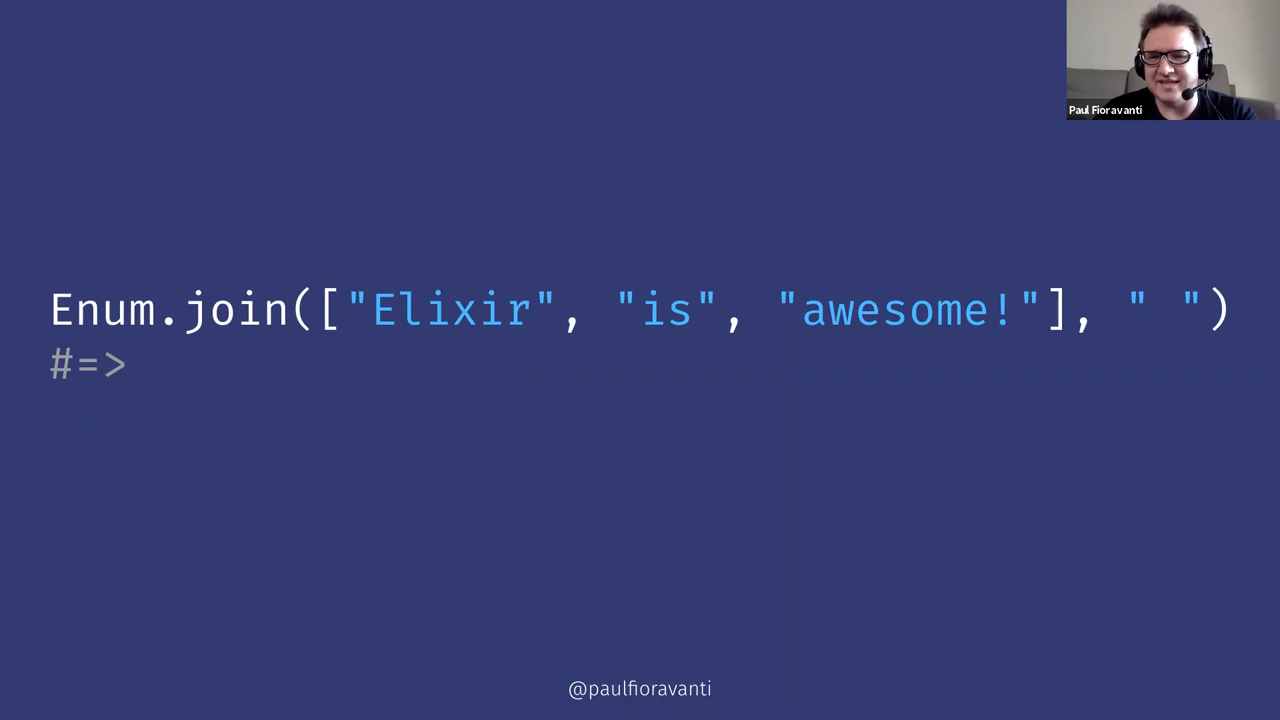 Paul Fioravanti
Enum.join(["Elixir", "is", "awesome!"], " ")
#=>
@paulfioravanti